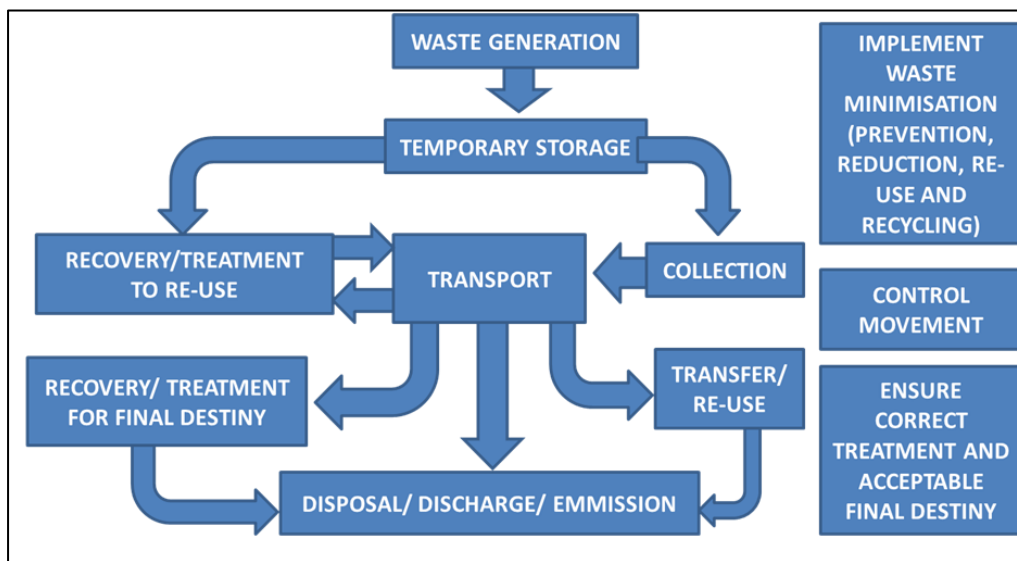 WASTE GENERATION
TEMPORARY STORAGE
RECOVERY/TREATMENT
TO RE-USE
TRANSPORT
COLLECTION
RECOVERY/ TREATMENT
FOR FINAL DESTINY
TRANSFER/
RE-USE
DISPOSAL/ DISCHARGE/ EMMISSION
IMPLEMENT
WASTE
MINIMISATION
(PREVENTION,
REDUCTION, RE-
USE AND
RECYCLING)
CONTROL
MOVEMENT
ENSURE
CORRECT
TREATMENT AND
ACCEPTABLE
FINAL DESTINY